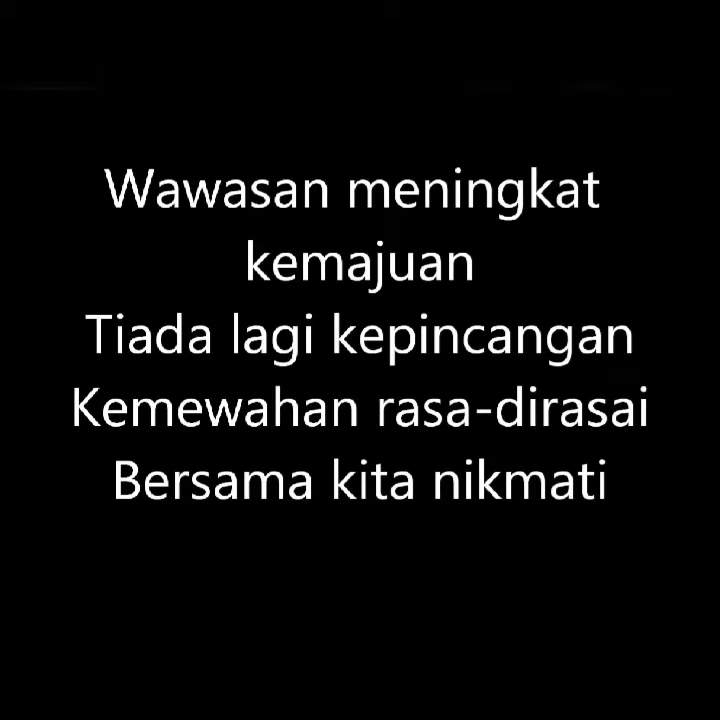 Wawasan meningkat
kemajuan
Tiada lagi kepincangan
Kemewahan rasa-dirasai
Bersama kita nikmati